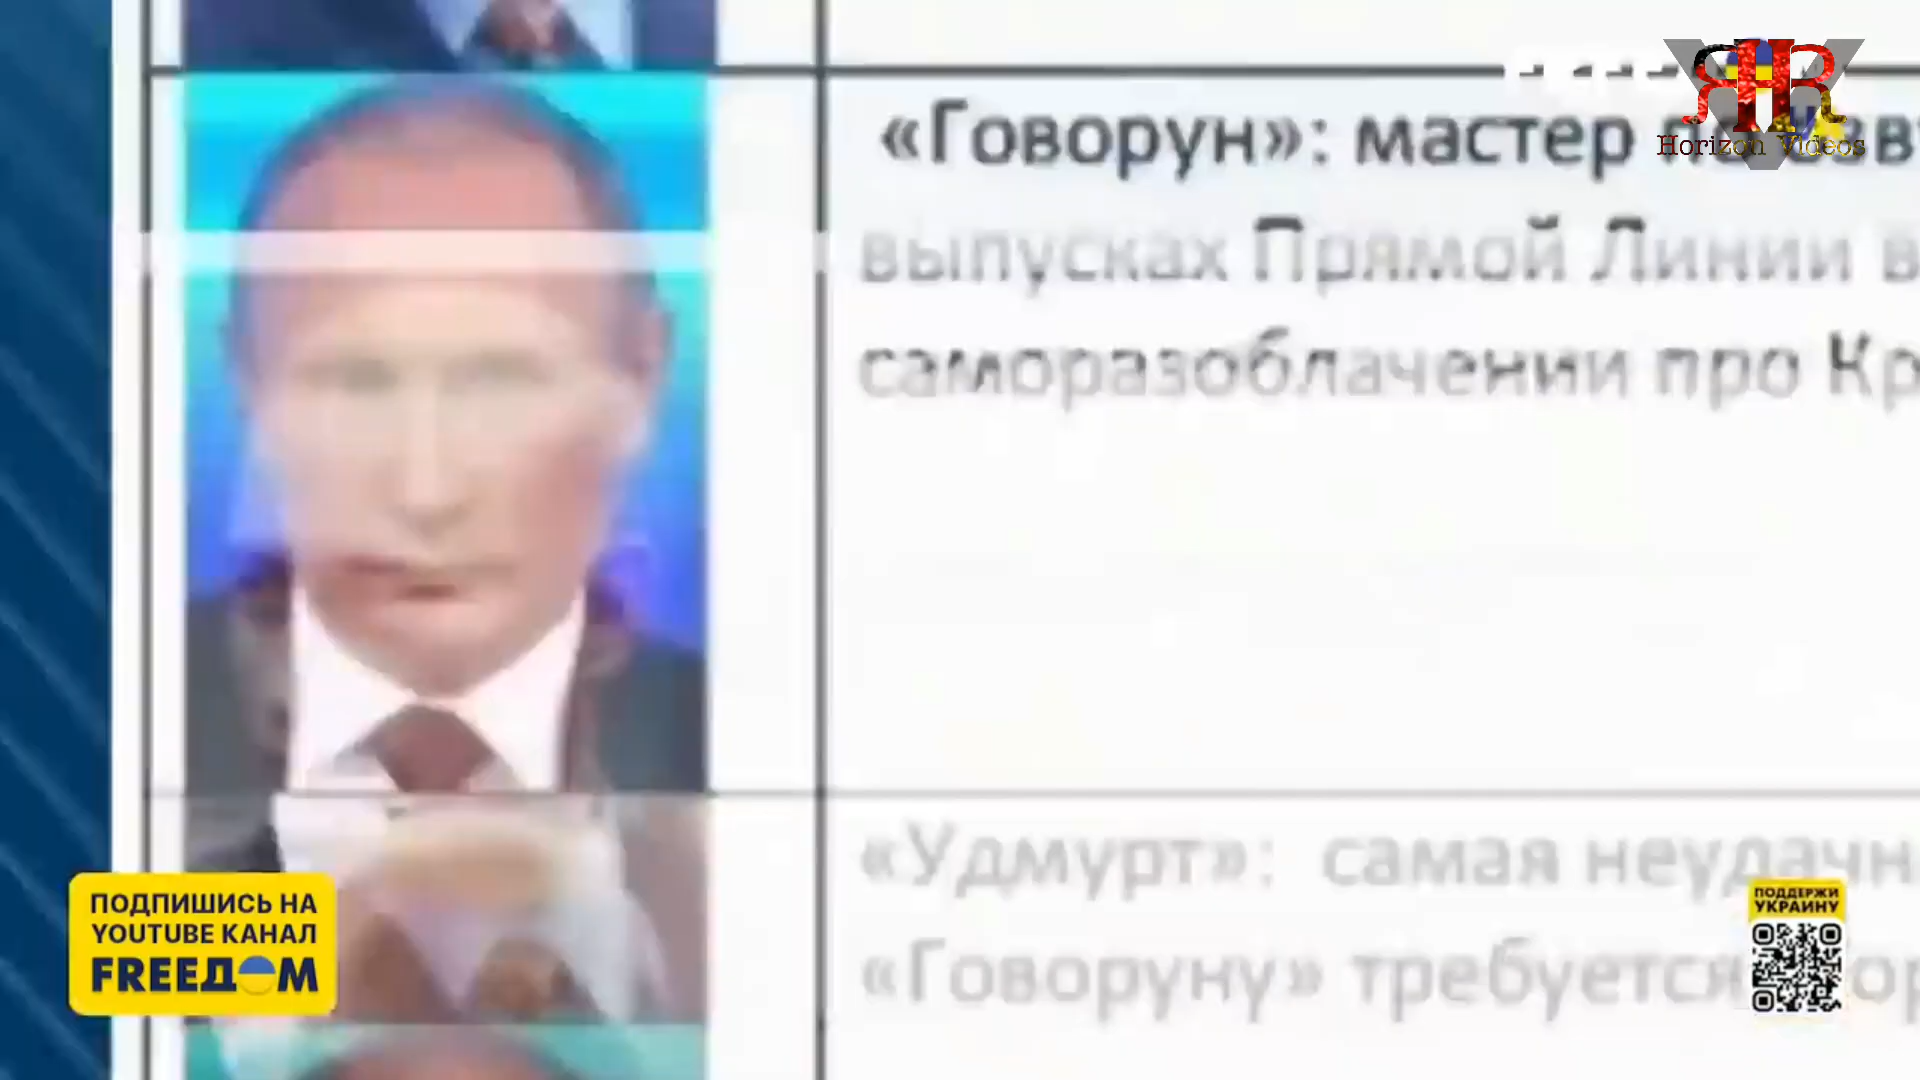 Horizon Videos
«Говорун»: мастер
выпусках Прямой Линии в
саморазоблачении про Кр
«Удмурт»: самая неудачн
«Говоруну» требуется
ПОДПИШИСЬ НА
YOUTUBE КАНАЛ
FREEДОМ
ПОДДЕРЖИ
УКРАИНУ